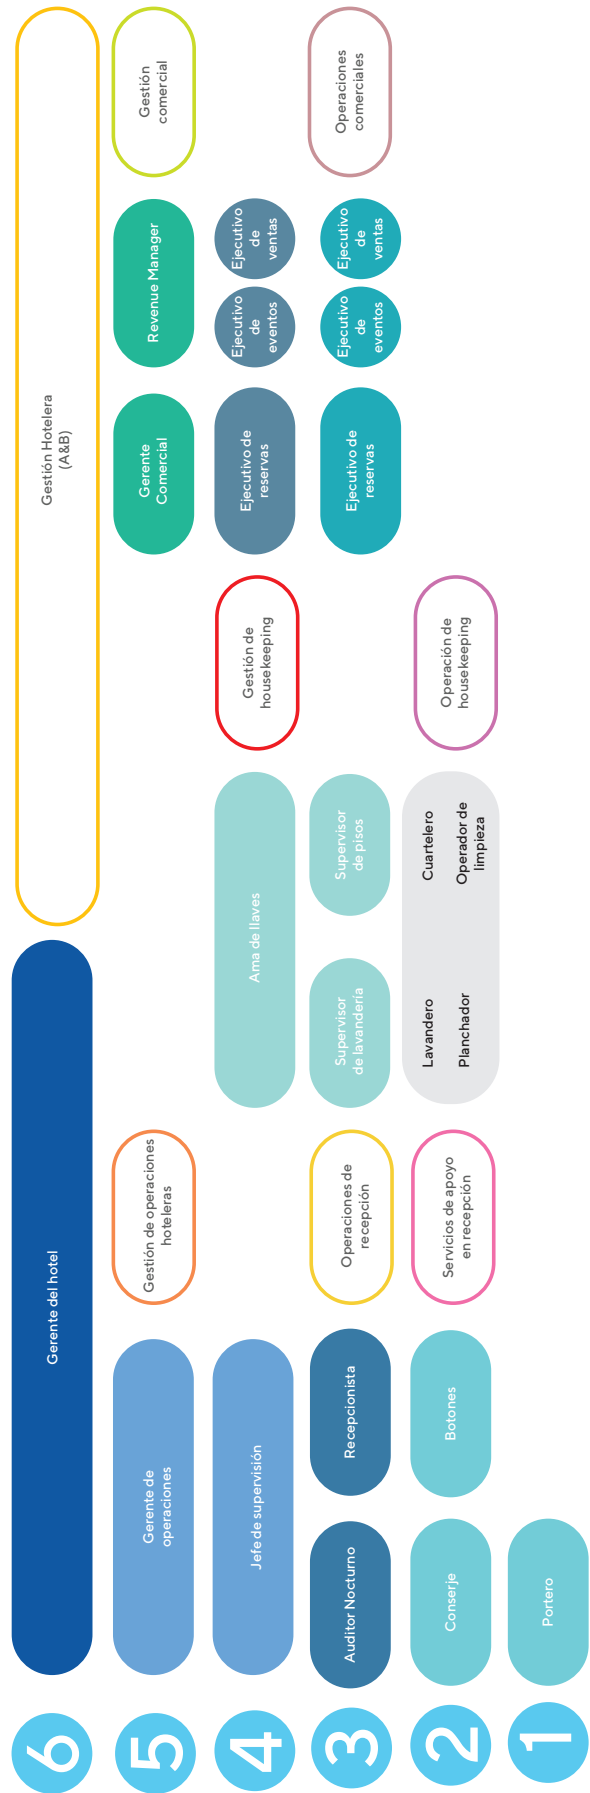 6
Gerente del hotel
Gestión Hotelera
(A&B)
5
Gerente de
operaciones
Gestión de operaciones
hoteleras
Gerente
Comercial
Revenue Manager
Gestión
comercial
4
Jefe de supervisión
Ama de llaves
Gestión de
housekeeping
Ejecutivo de
reservas
Ejecutivo
de
eventos
Ejecutivo
de
ventas
3
Auditor Nocturno
Recepcionista
Operaciones de
recepción
Supervisor
de lavandería
Supervisor
de pisos
Ejecutivo de
reservas
Ejecutivo
de
eventos
Ejecutivo
de
ventas
Operaciones
comerciales
2
Conserje
Botones
Servicios de apoyo
en recepción
Lavandero
Planchador
Cuartelero
Operador de
limpieza
Operación de
housekeeping
1
Portero